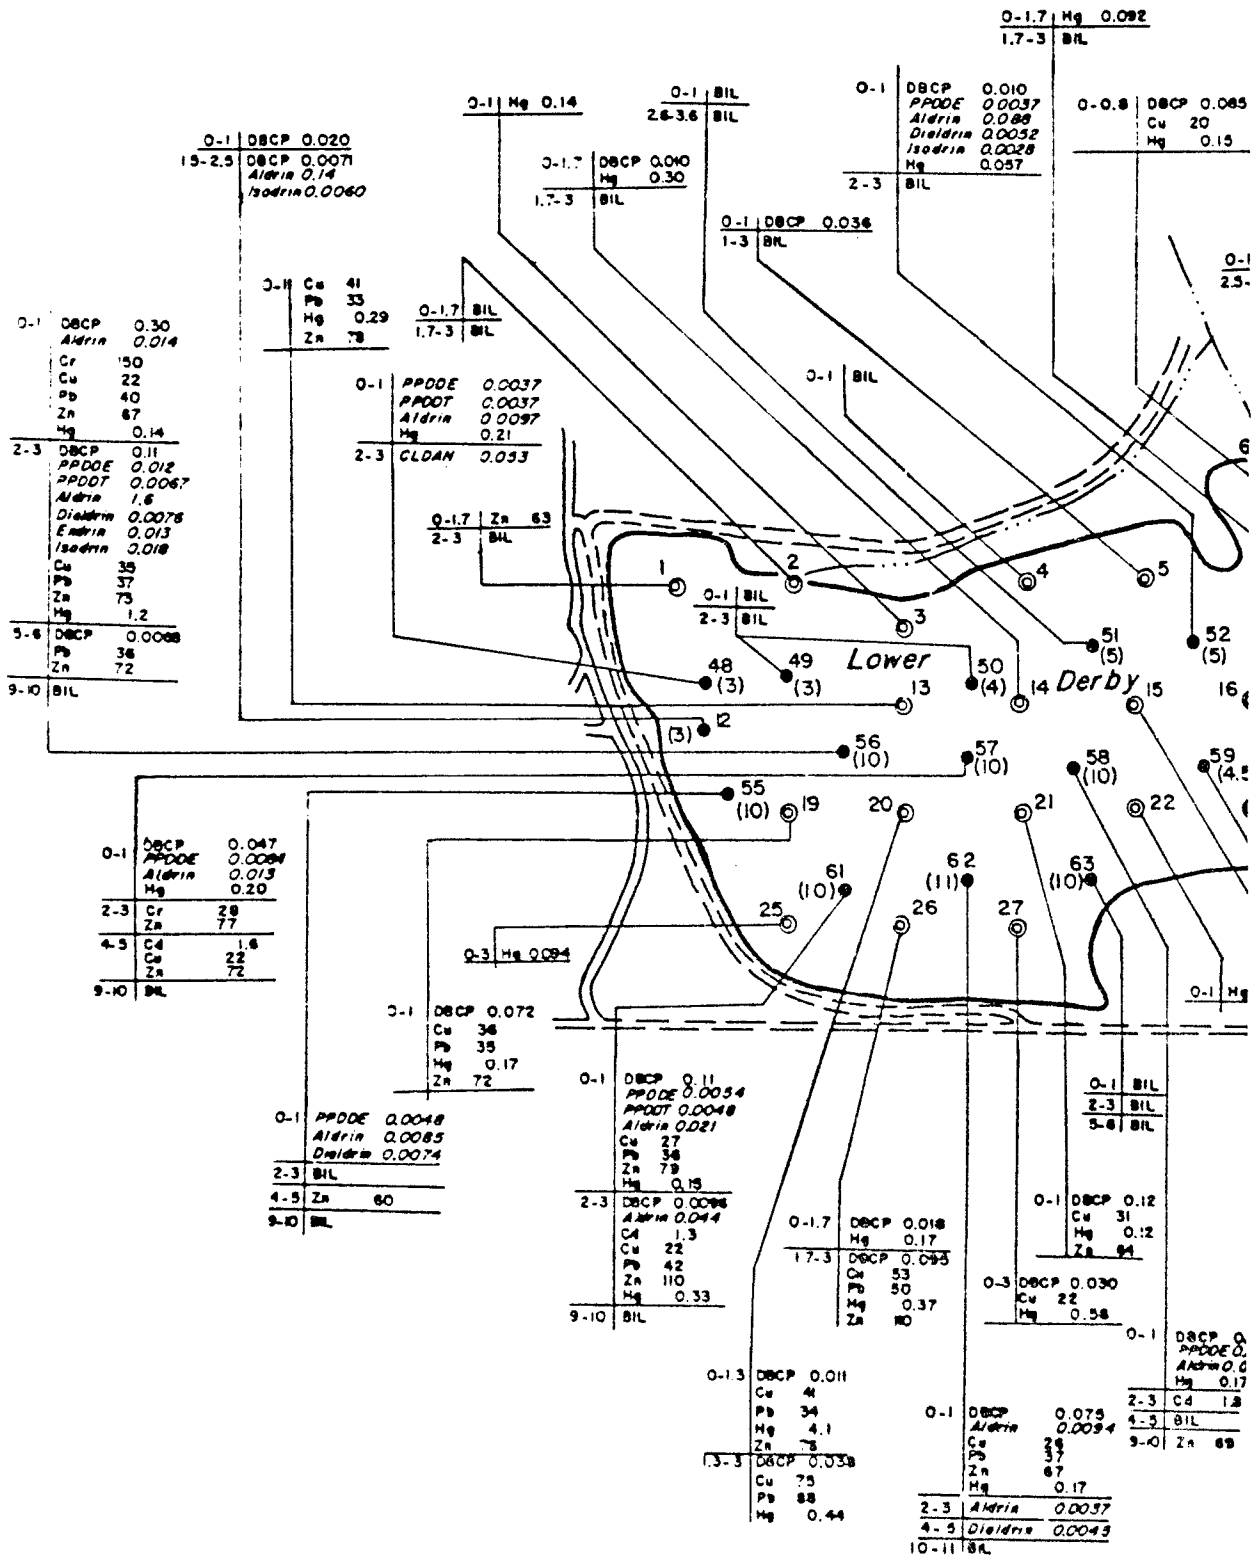 0-1.7 Hg 0.092
1.7-3 BIL
0-1 DBCP 0.010
PPDDE 0.0037
Aldrin 0.088
Dieldrin 0.0052
Isodrin 0.0028
Hg 0.057
2-3 BIL
0-0.8 DBCP 0.085
Cu 20
Hg 0.15
0-1 Hg 0.14
0-1 BIL
2.6-3.6 BIL
0-1 DBCP 0.020
1.5-2.5 DBCP 0.0071
Aldrin 0.14
Isodrin 0.0060
0-1.7 DBCP 0.010
Hg 0.30
1.7-3 BIL
0-1 DBCP 0.036
1-3 BIL
2.5-
0-1 Cu 41
Pb 33
Hg 0.29
Zn 78
0-1.7 BIL
1.7-3 BIL
0-1 DBCP 0.30
Aldrin 0.014
Cr 150
Cu 22
Pb 40
Zn 67
Hg 0.14
2-3 DBCP 0.11
PPDDE 0.012
PPDDT 0.0067
Aldrin 1.6
Dieldrin 0.0076
Endrin 0.013
Isodrin 0.018
Cu 35
Pb 37
Zn 73
Hg 1.2
5-6 DBCP 0.0068
Pb 36
Zn 72
9-10 BIL
0-1 PPDDE 0.0037
PPDDT 0.0037
Aldrin 0.0097
Hg 0.21
2-3 CLDAN 0.053
0-1 BIL
0-1.7 Zn 63
2-3 BIL
6
1
2
0-1 BIL
2-3 BIL
3
4
5
Lower Derby
48 (3)
49 (3)
50 (4)
51 (5)
52 (5)
13
14
15
16
12 (3)
56 (10)
57 (10)
58 (10)
59 (4.5
55 (10)
19
20
21
22
61 (10)
62 (11)
63 (10)
25
26
27
0-1 DBCP 0.047
PPDDE
Aldrin 0.013
Hg 0.20
2-3 Cr 28
Zn 77
4-5 Cd 1.6
Cu 22
Zn 72
9-10 BIL
0-3 Hg 0.094
0-1 Hg
0-1 DBCP 0.072
Cu 36
Pb 35
Hg 0.17
Zn 72
0-1 PPDDE 0.0048
Aldrin 0.0085
Dieldrin 0.0074
2-3 BIL
4-5 Zn 60
9-10 BIL
0-1 DBCP 0.11
PPDDE 0.0054
PPDDT 0.0048
Aldrin 0.021
Cu 27
Pb 36
Zn 79
Hg 0.15
2-3 DBCP 0.0096
Aldrin 0.044
Cd 1.3
Cu 22
Pb 42
Zn 110
Hg 0.33
9-10 BIL
0-1 BIL
2-3 BIL
5-6 BIL
0-1 DBCP 0.12
Cu 31
Hg 0.12
Zn 64
0-1.7 DBCP 0.018
Hg 0.17
1.7-3 DBCP 0.095
Cu 53
Pb 50
Hg 0.37
Zn 110
0-3 DBCP 0.030
Cu 22
Hg 0.58
0-1 DBCP 0.
PPDDE 0.
Aldrin 0.0
Hg 0.17
2-3 Cd 1.8
4-5 BIL
9-10 Zn 69
0-1.3 DBCP 0.011
Cu 41
Pb 34
Hg 4.1
Zn
1.3-3 DBCP 0.038
Cu 75
Pb 88
Hg 0.44
0-1 DBCP 0.075
Aldrin 0.0094
Cu 26
Pb 37
Zn 67
Hg 0.17
2-3 Aldrin 0.0037
4-5 Dieldrin 0.0045
10-11 BIL